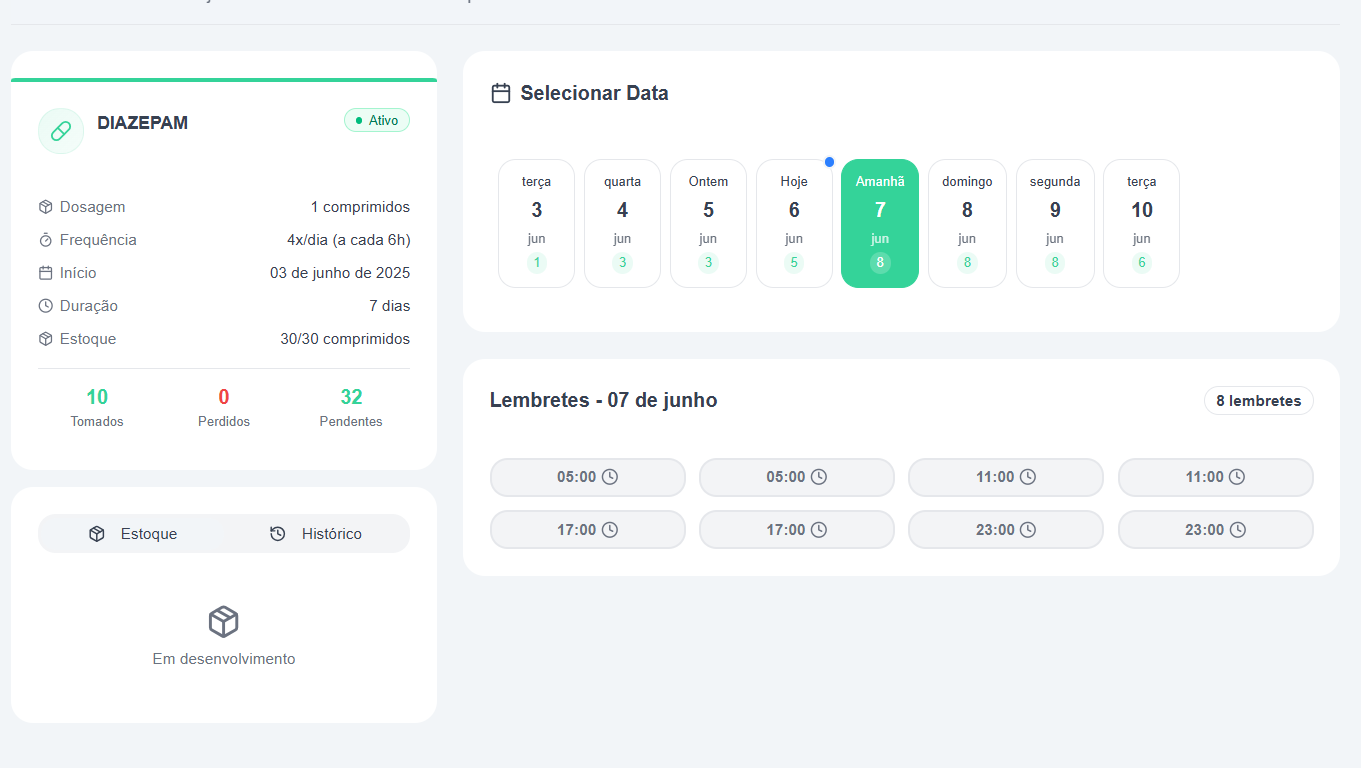 DIAZEPAM
Ativo
Dosagem 1 comprimidos
Frequência 4x/dia (a cada 6h)
Início 03 de junho de 2025
Duração 7 dias
Estoque 30/30 comprimidos
10 0 32
Tomados Perdidos Pendentes
Estoque Histórico
Em desenvolvimento
Selecionar Data
terça quarta Ontem Hoje Amanhã domingo segunda terça
3 4 5 6 7 8 9 10
jun jun jun jun jun jun jun jun
1 3 3 5 8 8 8 6
Lembretes - 07 de junho 8 lembretes
05:00 05:00 11:00 11:00
17:00 17:00 23:00 23:00